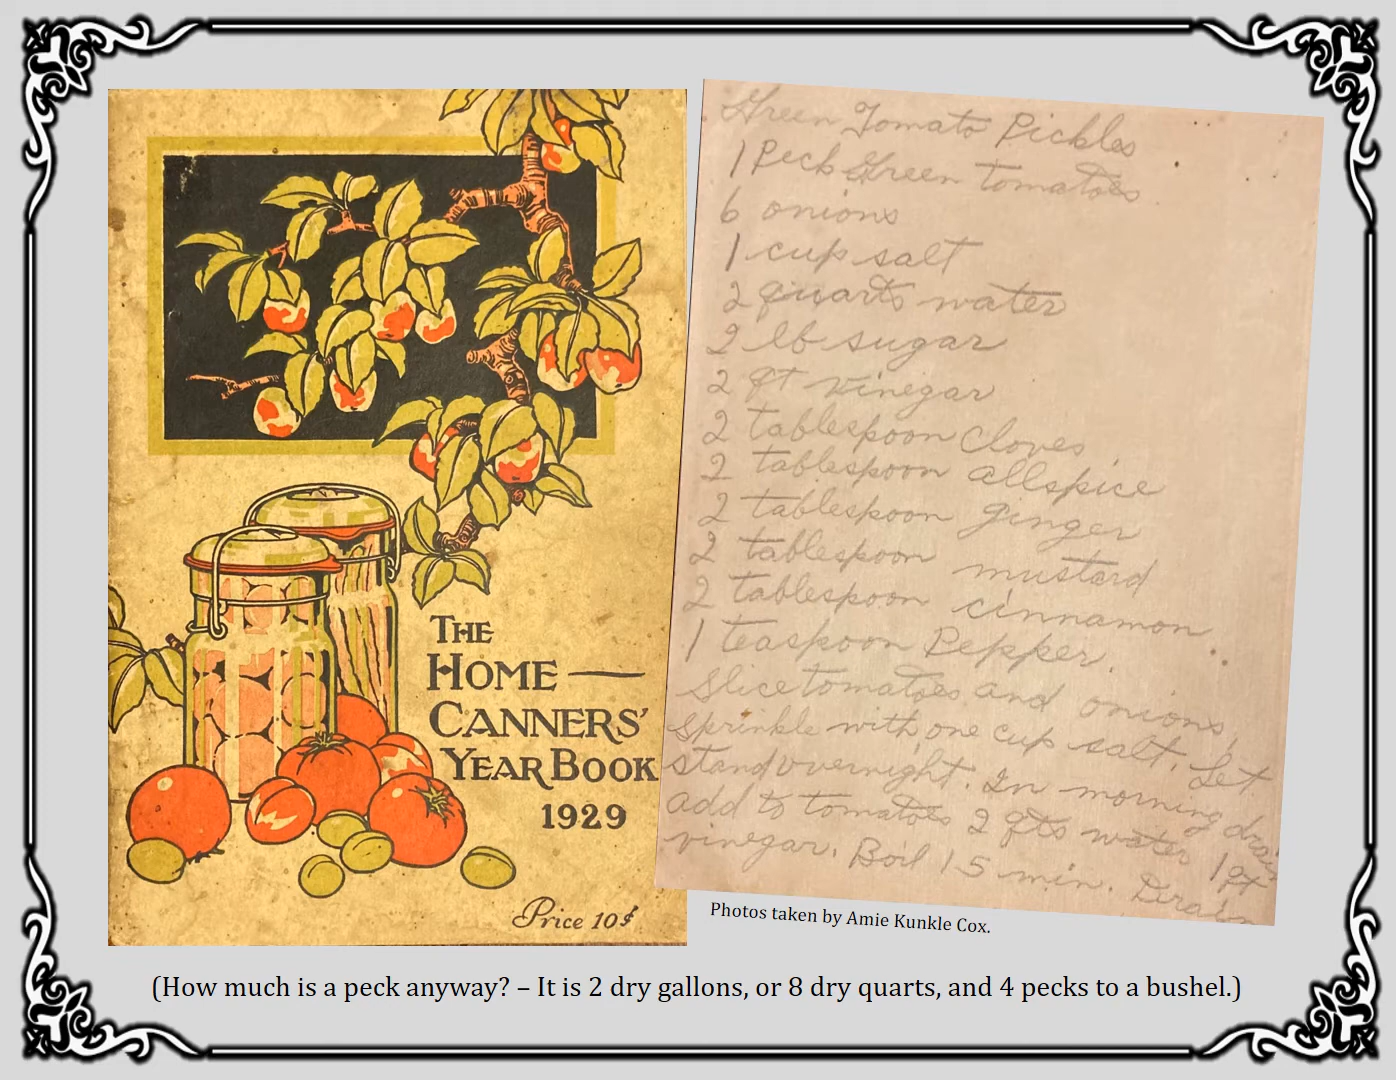 THE
HOME —
CANNERS'
YEAR BOOK
1929
Price 10¢
Green Tomato Pickles
1 Peck Green tomatoes
6 onions
1 cup salt
2 quarts water
2 lb sugar
2 qt vinegar
2 tablespoon cloves
2 tablespoon allspice
2 tablespoon ginger
2 tablespoon mustard
2 tablespoon cinnamon
1 teaspoon Pepper.
Slice tomatoes and onions,
sprinkle with one cup salt. Let
stand overnight. In morning drain
add to tomatoes 2 qts water 1 qt
vinegar. Boil 15 min. Drain
Photos taken by Amie Kunkle Cox.
(How much is a peck anyway? – It is 2 dry gallons, or 8 dry quarts, and 4 pecks to a bushel.)